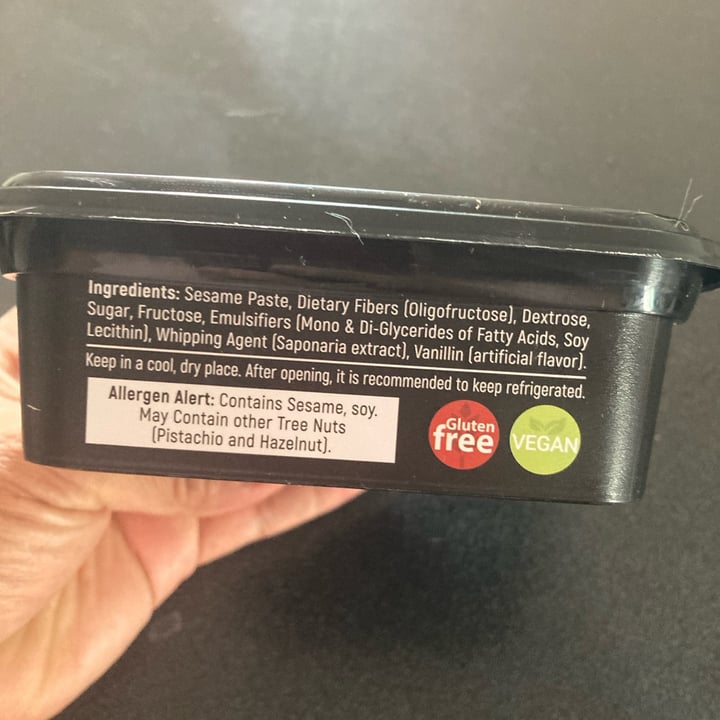 Ingredients: Sesame Paste, Dietary Fibers (Oligofructose), Dextrose,
Sugar, Fructose, Emulsifiers (Mono & Di-Glycerides of Fatty Acids, Soy
Lecithin), Whipping Agent (Saponaria extract), Vanillin (artificial flavor).
Keep in a cool, dry place. After opening, it is recommended to keep refrigerated.
Allergen Alert: Contains Sesame, soy.
May Contain other Tree Nuts
(Pistachio and Hazelnut).
Gluten
free
VEGAN